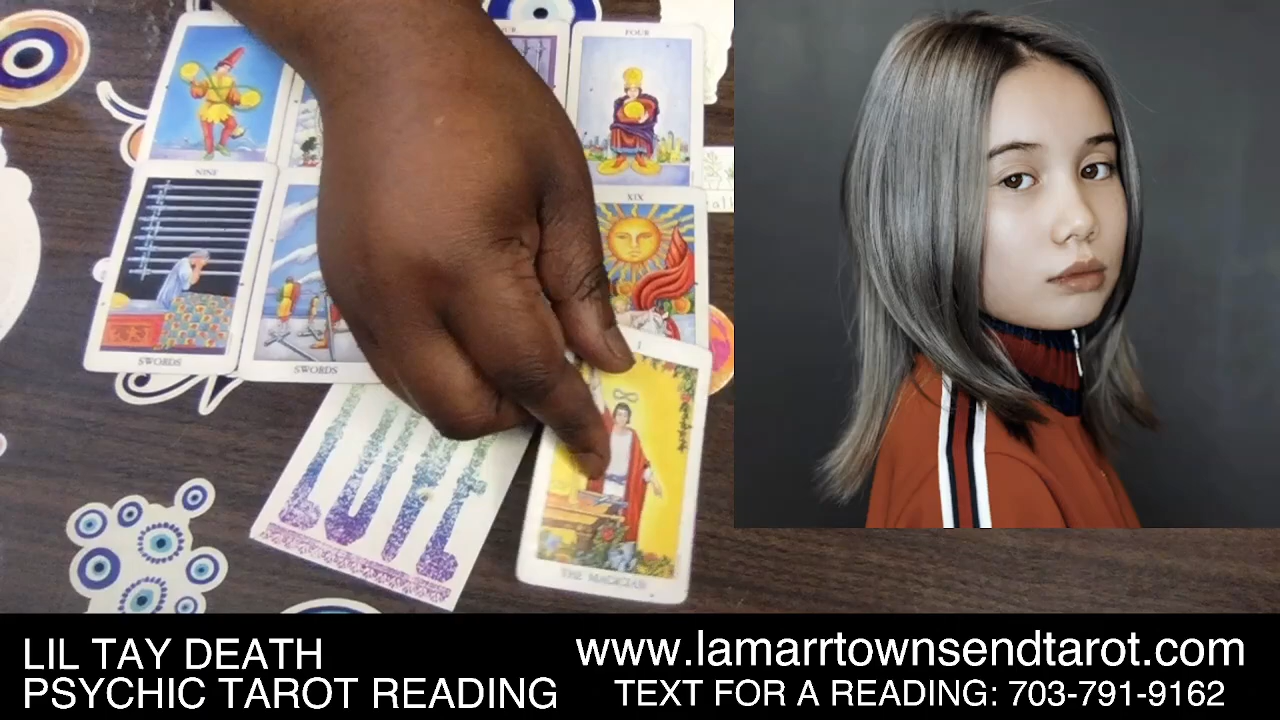 FOUR
NINE
XIX
SWORDS
SWORDS
I
LOVE
THE MAGICIAN
LIL TAY DEATH
PSYCHIC TAROT READING
www.lamarrtownsendtarot.com
TEXT FOR A READING: 703-791-9162